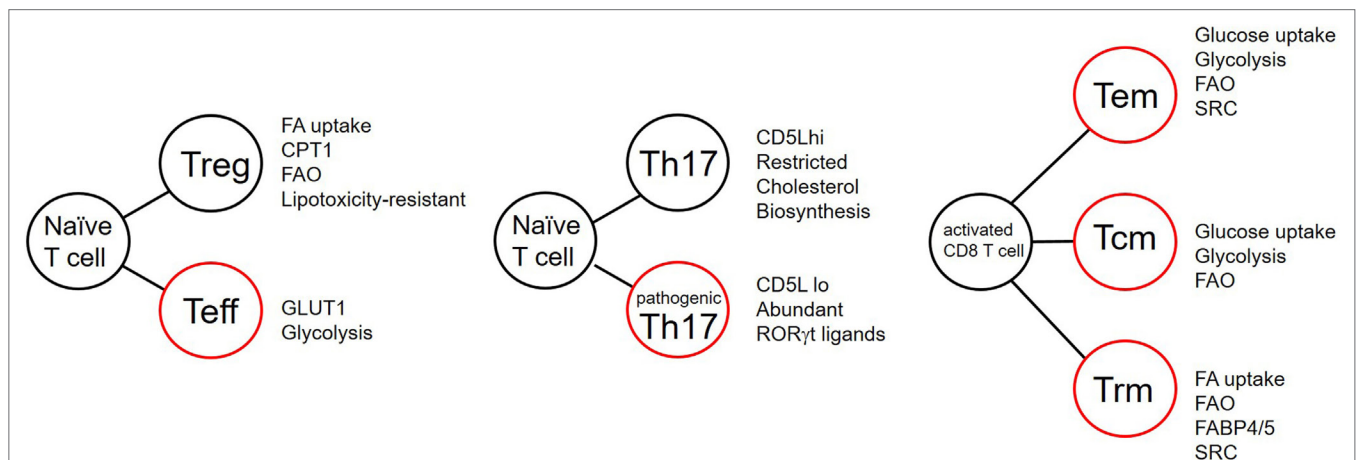 Naïve
T cell
Treg
FA uptake
CPT1
FAO
Lipotoxicity-resistant
Teff
GLUT1
Glycolysis
Naïve
T cell
Th17
CD5Lhi
Restricted
Cholesterol
Biosynthesis
pathogenic
Th17
CD5L lo
Abundant
RORγt ligands
activated
CD8 T cell
Tem
Glucose uptake
Glycolysis
FAO
SRC
Tcm
Glucose uptake
Glycolysis
FAO
Trm
FA uptake
FAO
FABP4/5
SRC